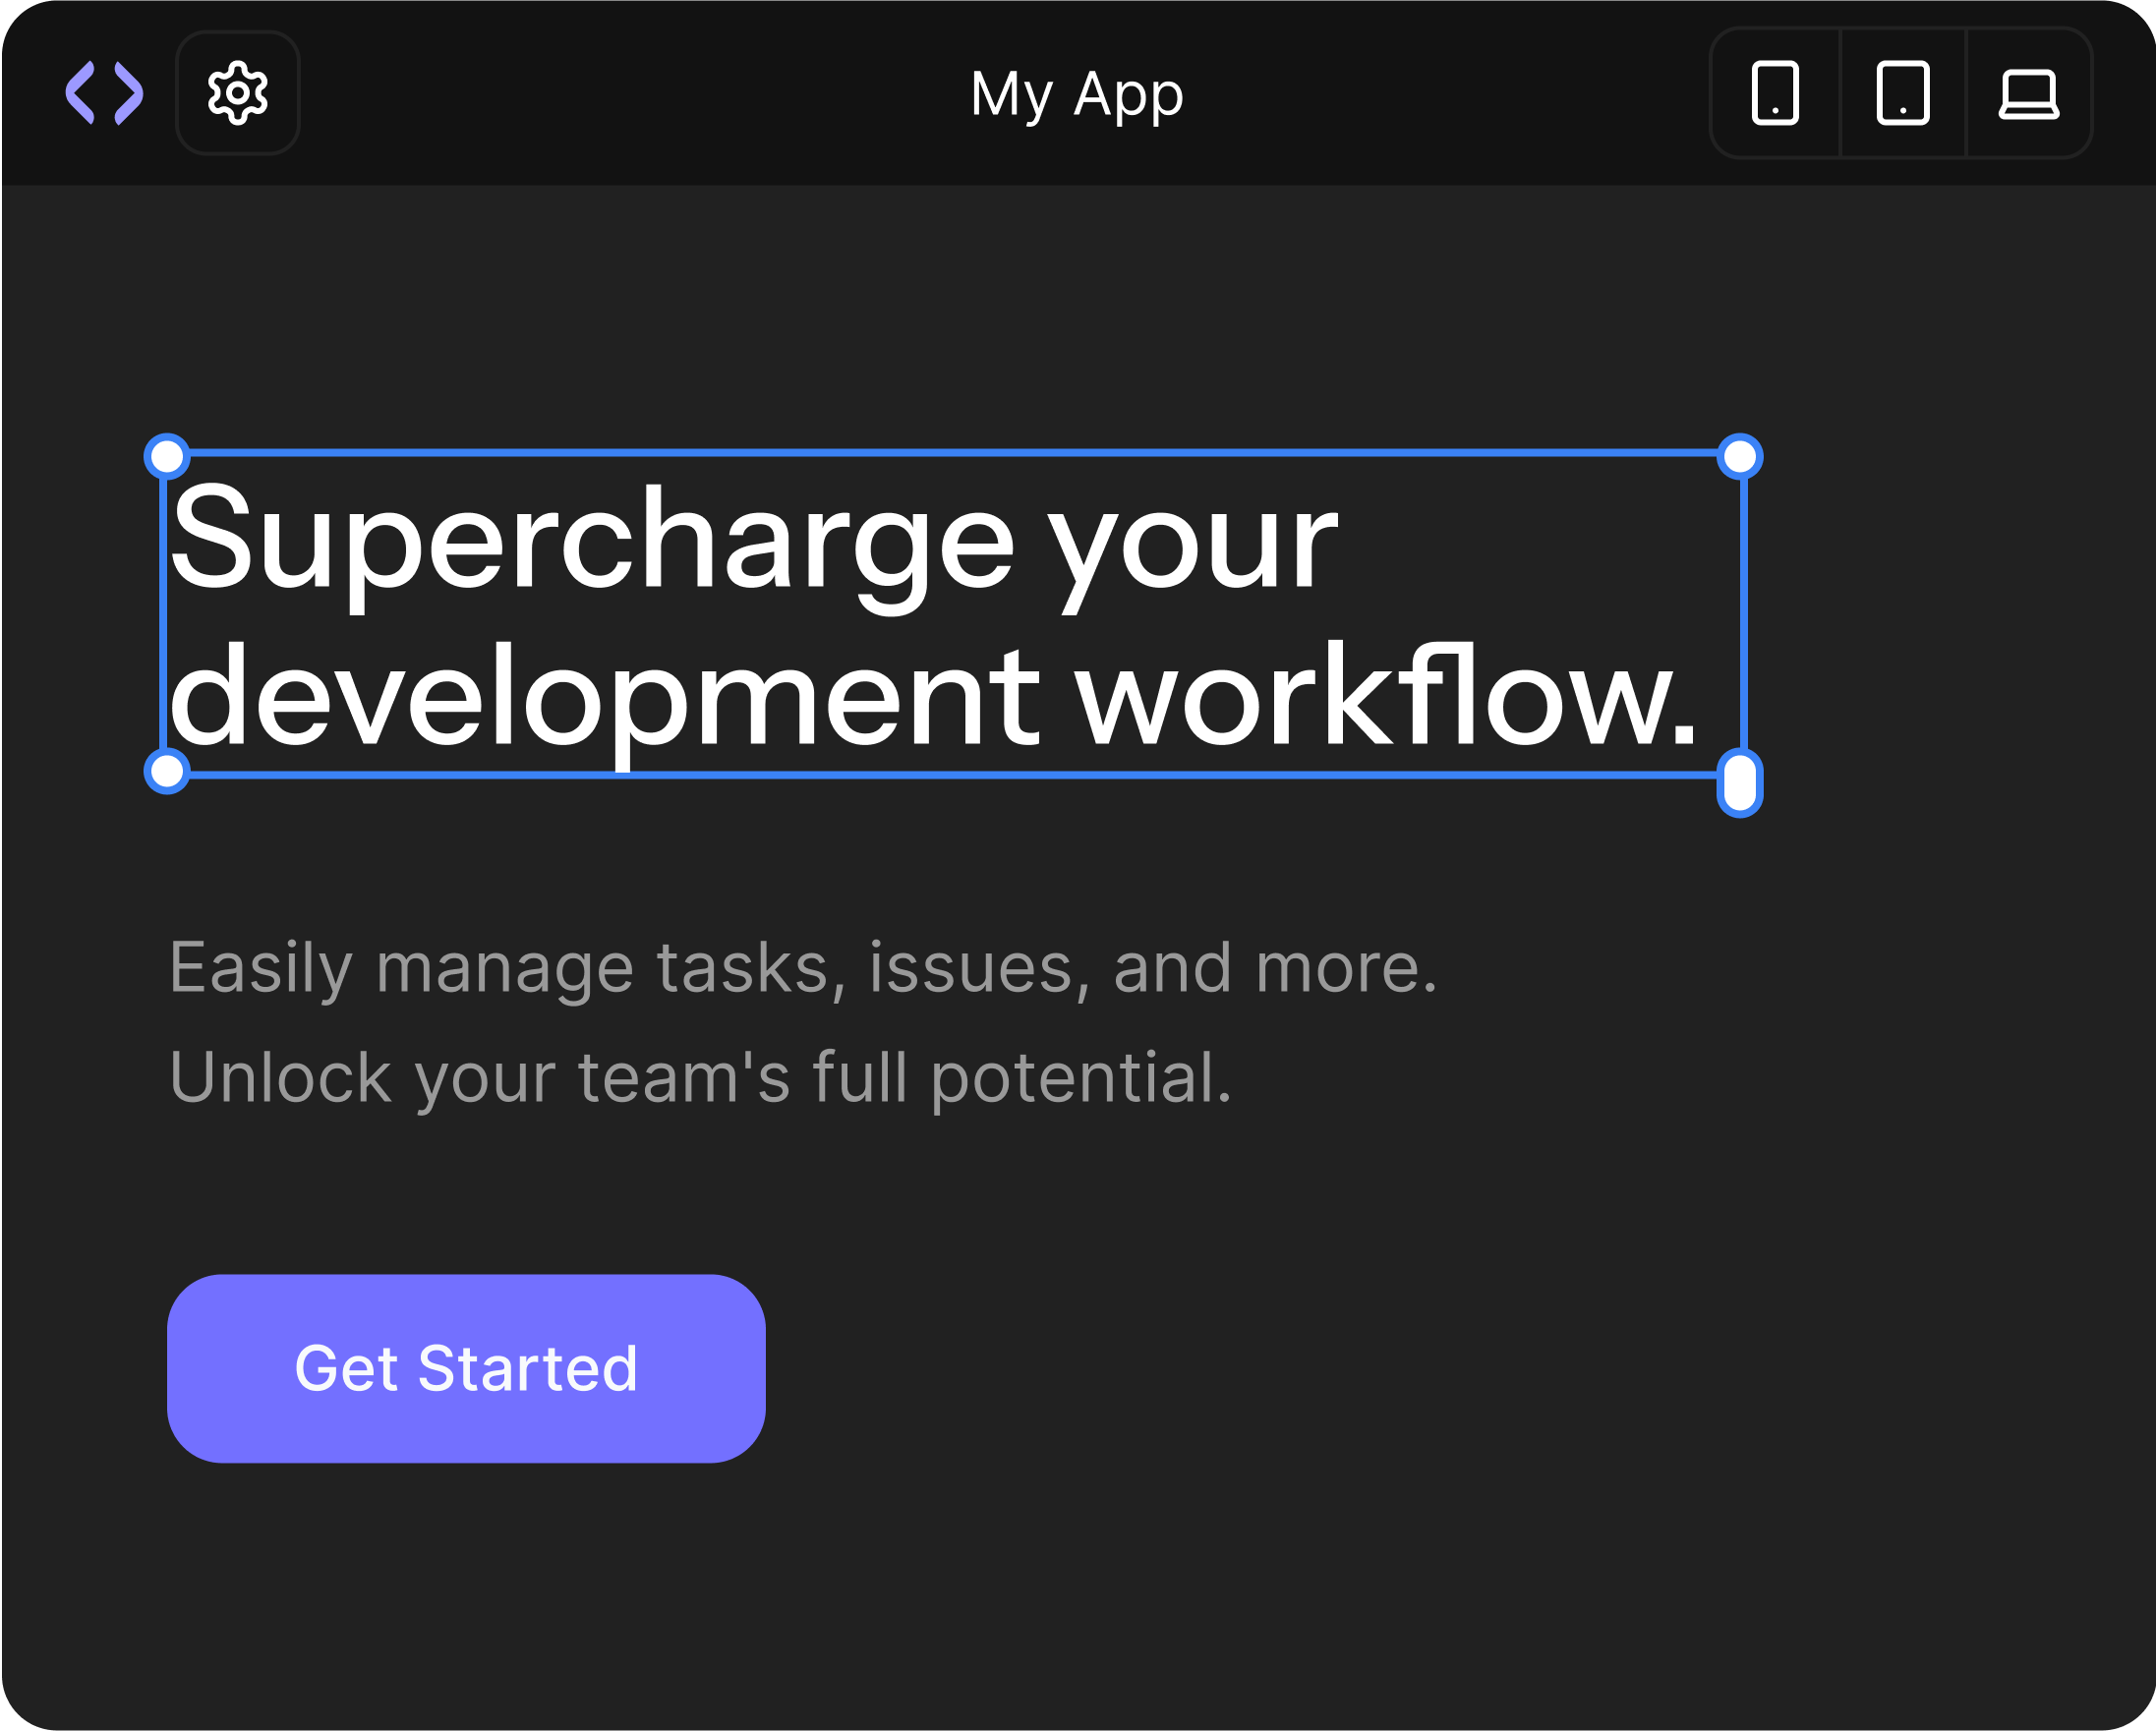 My App
Supercharge your
development workflow.
Easily manage tasks, issues, and more.
Unlock your team's full potential.
Get Started